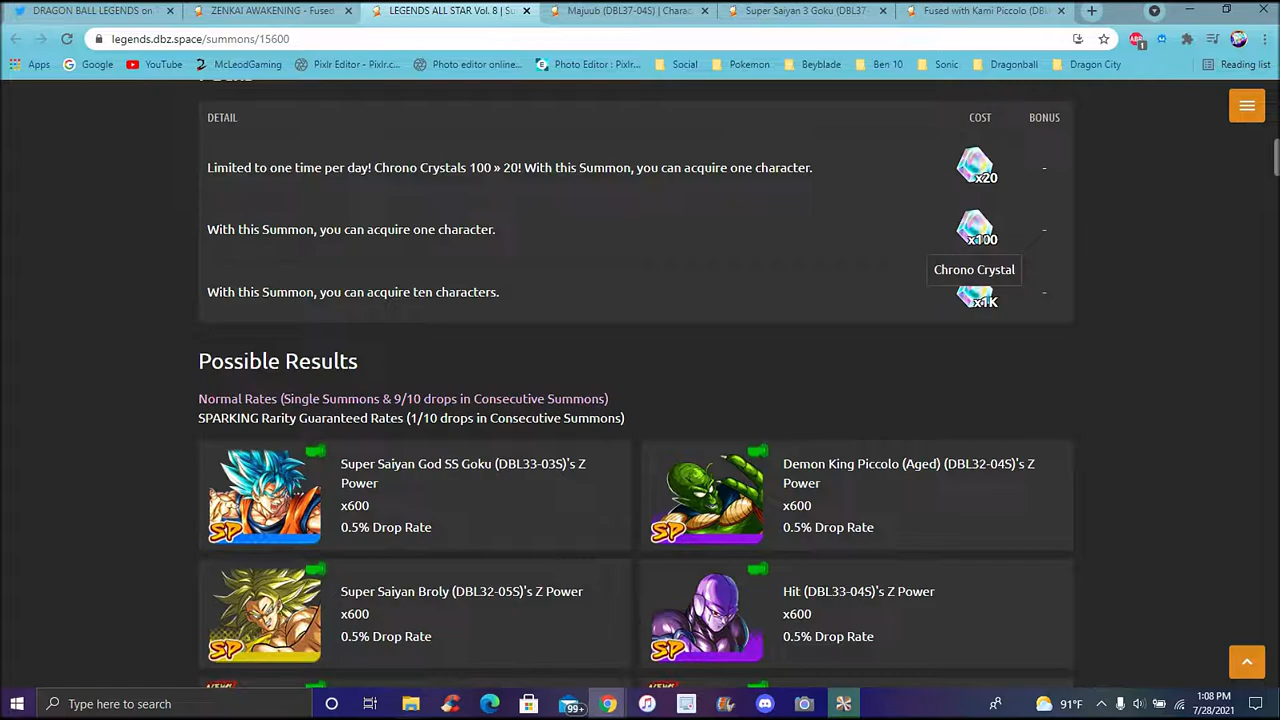 DRAGON BALL LEGENDS on
ZENKAI AWAKENING - Fused
LEGENDS ALL STAR Vol. 8 | Su
Majuub (DBL37-04S) | Charac
Super Saiyan 3 Goku (DBL37-
Fused with Kami Piccolo (DBL
legends.dbz.space/summons/15600
Apps
Google
YouTube
McLeodGaming
Pixlr Editor - Pixlr.c...
Photo editor online...
Photo Editor : Pixlr...
Social
Pokemon
Beyblade
Ben 10
Sonic
Dragonball
Dragon City
Reading list
DETAIL COST BONUS
Limited to one time per day! Chrono Crystals 100 » 20! With this Summon, you can acquire one character.
x20
-
With this Summon, you can acquire one character.
x100
-
Chrono Crystal
With this Summon, you can acquire ten characters.
x1K
-
Possible Results
Normal Rates (Single Summons & 9/10 drops in Consecutive Summons)
SPARKING Rarity Guaranteed Rates (1/10 drops in Consecutive Summons)
SP
Super Saiyan God SS Goku (DBL33-03S)'s Z
Power
x600
0.5% Drop Rate
SP
Demon King Piccolo (Aged) (DBL32-04S)'s Z
Power
x600
0.5% Drop Rate
SP
Super Saiyan Broly (DBL32-05S)'s Z Power
x600
0.5% Drop Rate
SP
Hit (DBL33-04S)'s Z Power
x600
0.5% Drop Rate
Type here to search
99+
91°F
1:08 PM
7/28/2021